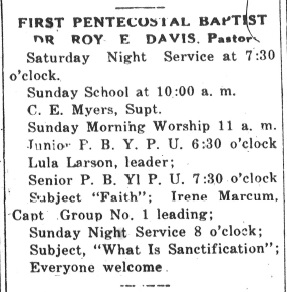 FIRST PENTECOSTAL BAPTIST
DR ROY E DAVIS, Pastor
Saturday Night Service at 7:30
o'clock.
Sunday School at 10:00 a. m.
C. E. Myers, Supt.
Sunday Morning Worship 11 a. m.
Junior P. B. Y. P. U. 6:30 o'clock
Lula Larson, leader;
Senior P. B. Yl P. U. 7:30 o'clock
Subject "Faith"; Irene Marcum,
Capt Group No. 1 leading;
Sunday Night Service 8 o'clock;
Subject, "What Is Sanctification";
Everyone welcome